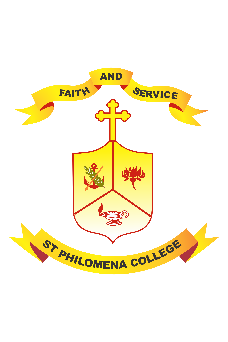 FAITH AND SERVICE
ST PHILOMENA COLLEGE